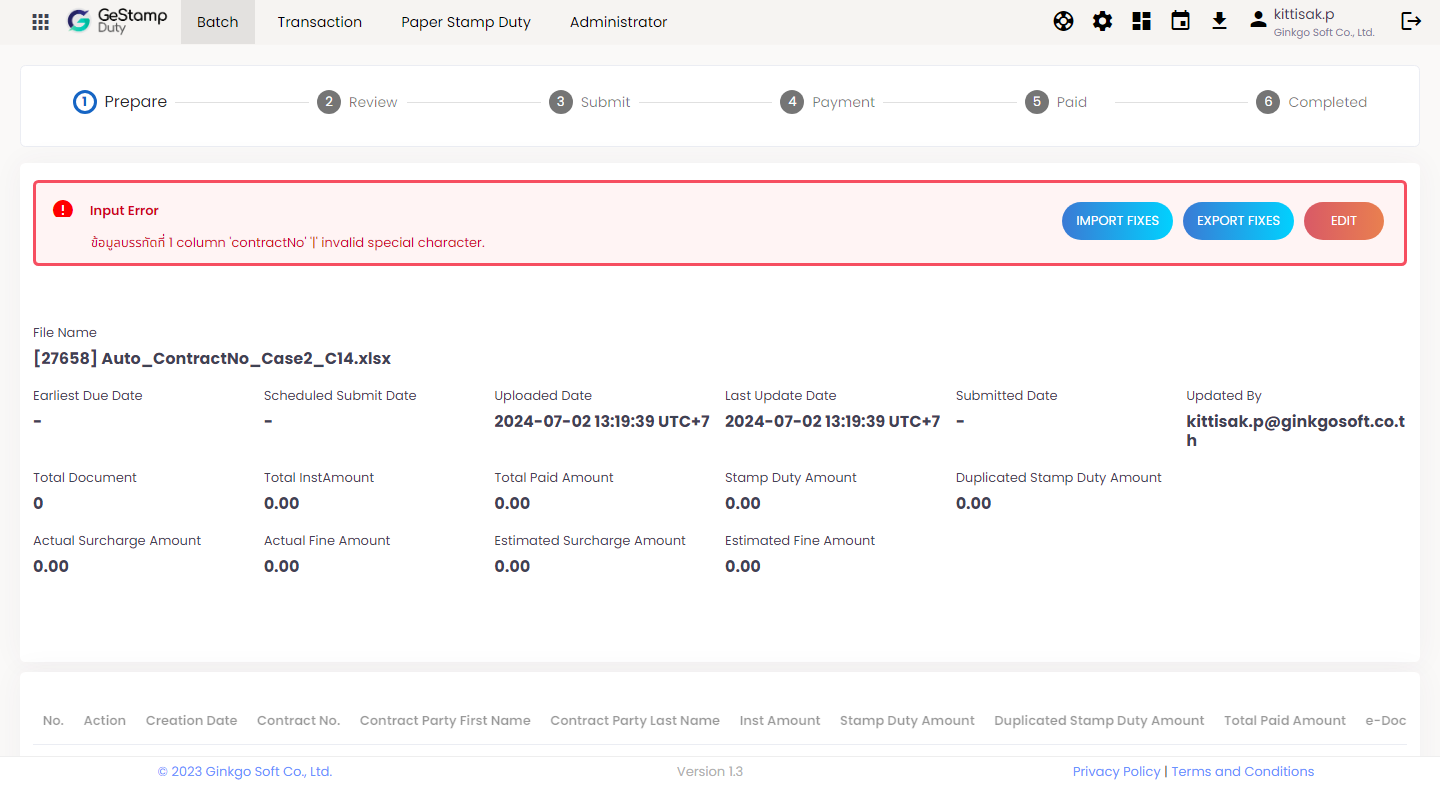 GeStamp
Duty
Batch
Transaction
Paper Stamp Duty
Administrator
kittisak.p
Ginkgo Soft Co., Ltd.
1 Prepare
2 Review
3 Submit
4 Payment
5 Paid
6 Completed
Input Error
ข้อมูลบรรทัดที่ 1 column 'contractNo' '|' invalid special character.
IMPORT FIXES
EXPORT FIXES
EDIT
File Name
[27658] Auto_ContractNo_Case2_C14.xlsx
Earliest Due Date
-
Scheduled Submit Date
-
Uploaded Date
2024-07-02 13:19:39 UTC+7
Last Update Date
2024-07-02 13:19:39 UTC+7
Submitted Date
-
Updated By
kittisak.p@ginkgosoft.co.t
h
Total Document
0
Total InstAmount
0.00
Total Paid Amount
0.00
Stamp Duty Amount
0.00
Duplicated Stamp Duty Amount
0.00
Actual Surcharge Amount
0.00
Actual Fine Amount
0.00
Estimated Surcharge Amount
0.00
Estimated Fine Amount
0.00
No. Action Creation Date Contract No. Contract Party First Name Contract Party Last Name Inst Amount Stamp Duty Amount Duplicated Stamp Duty Amount Total Paid Amount e-Doc
© 2023 Ginkgo Soft Co., Ltd.
Version 1.3
Privacy Policy | Terms and Conditions